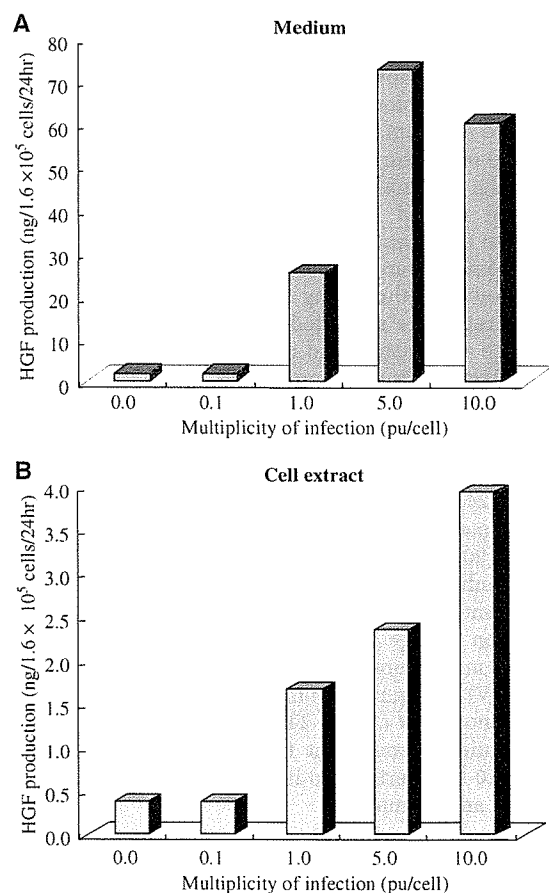 A
Medium
HGF production (ng/1.6 ×10⁵ cells/24hr)
80
70
60
50
40
30
20
10
0
0.0 0.1 1.0 5.0 10.0
Multiplicity of infection (pu/cell)
B
Cell extract
HGF production (ng/1.6 × 10⁵ cells/24hr)
4.0
3.5
3.0
2.5
2.0
1.5
1.0
0.5
0.0
0.0 0.1 1.0 5.0 10.0
Multiplicity of infection (pu/cell)